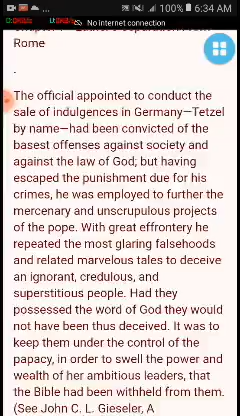 100% 6:34 AM
No internet connection
Rome
.
The official appointed to conduct the
sale of indulgences in Germany—Tetzel
by name—had been convicted of the
basest offenses against society and
against the law of God; but having
escaped the punishment due for his
crimes, he was employed to further the
mercenary and unscrupulous projects
of the pope. With great effrontery he
repeated the most glaring falsehoods
and related marvelous tales to deceive
an ignorant, credulous, and
superstitious people. Had they
possessed the word of God they would
not have been thus deceived. It was to
keep them under the control of the
papacy, in order to swell the power and
wealth of her ambitious leaders, that
the Bible had been withheld from them.
(See John C. L. Gieseler, A